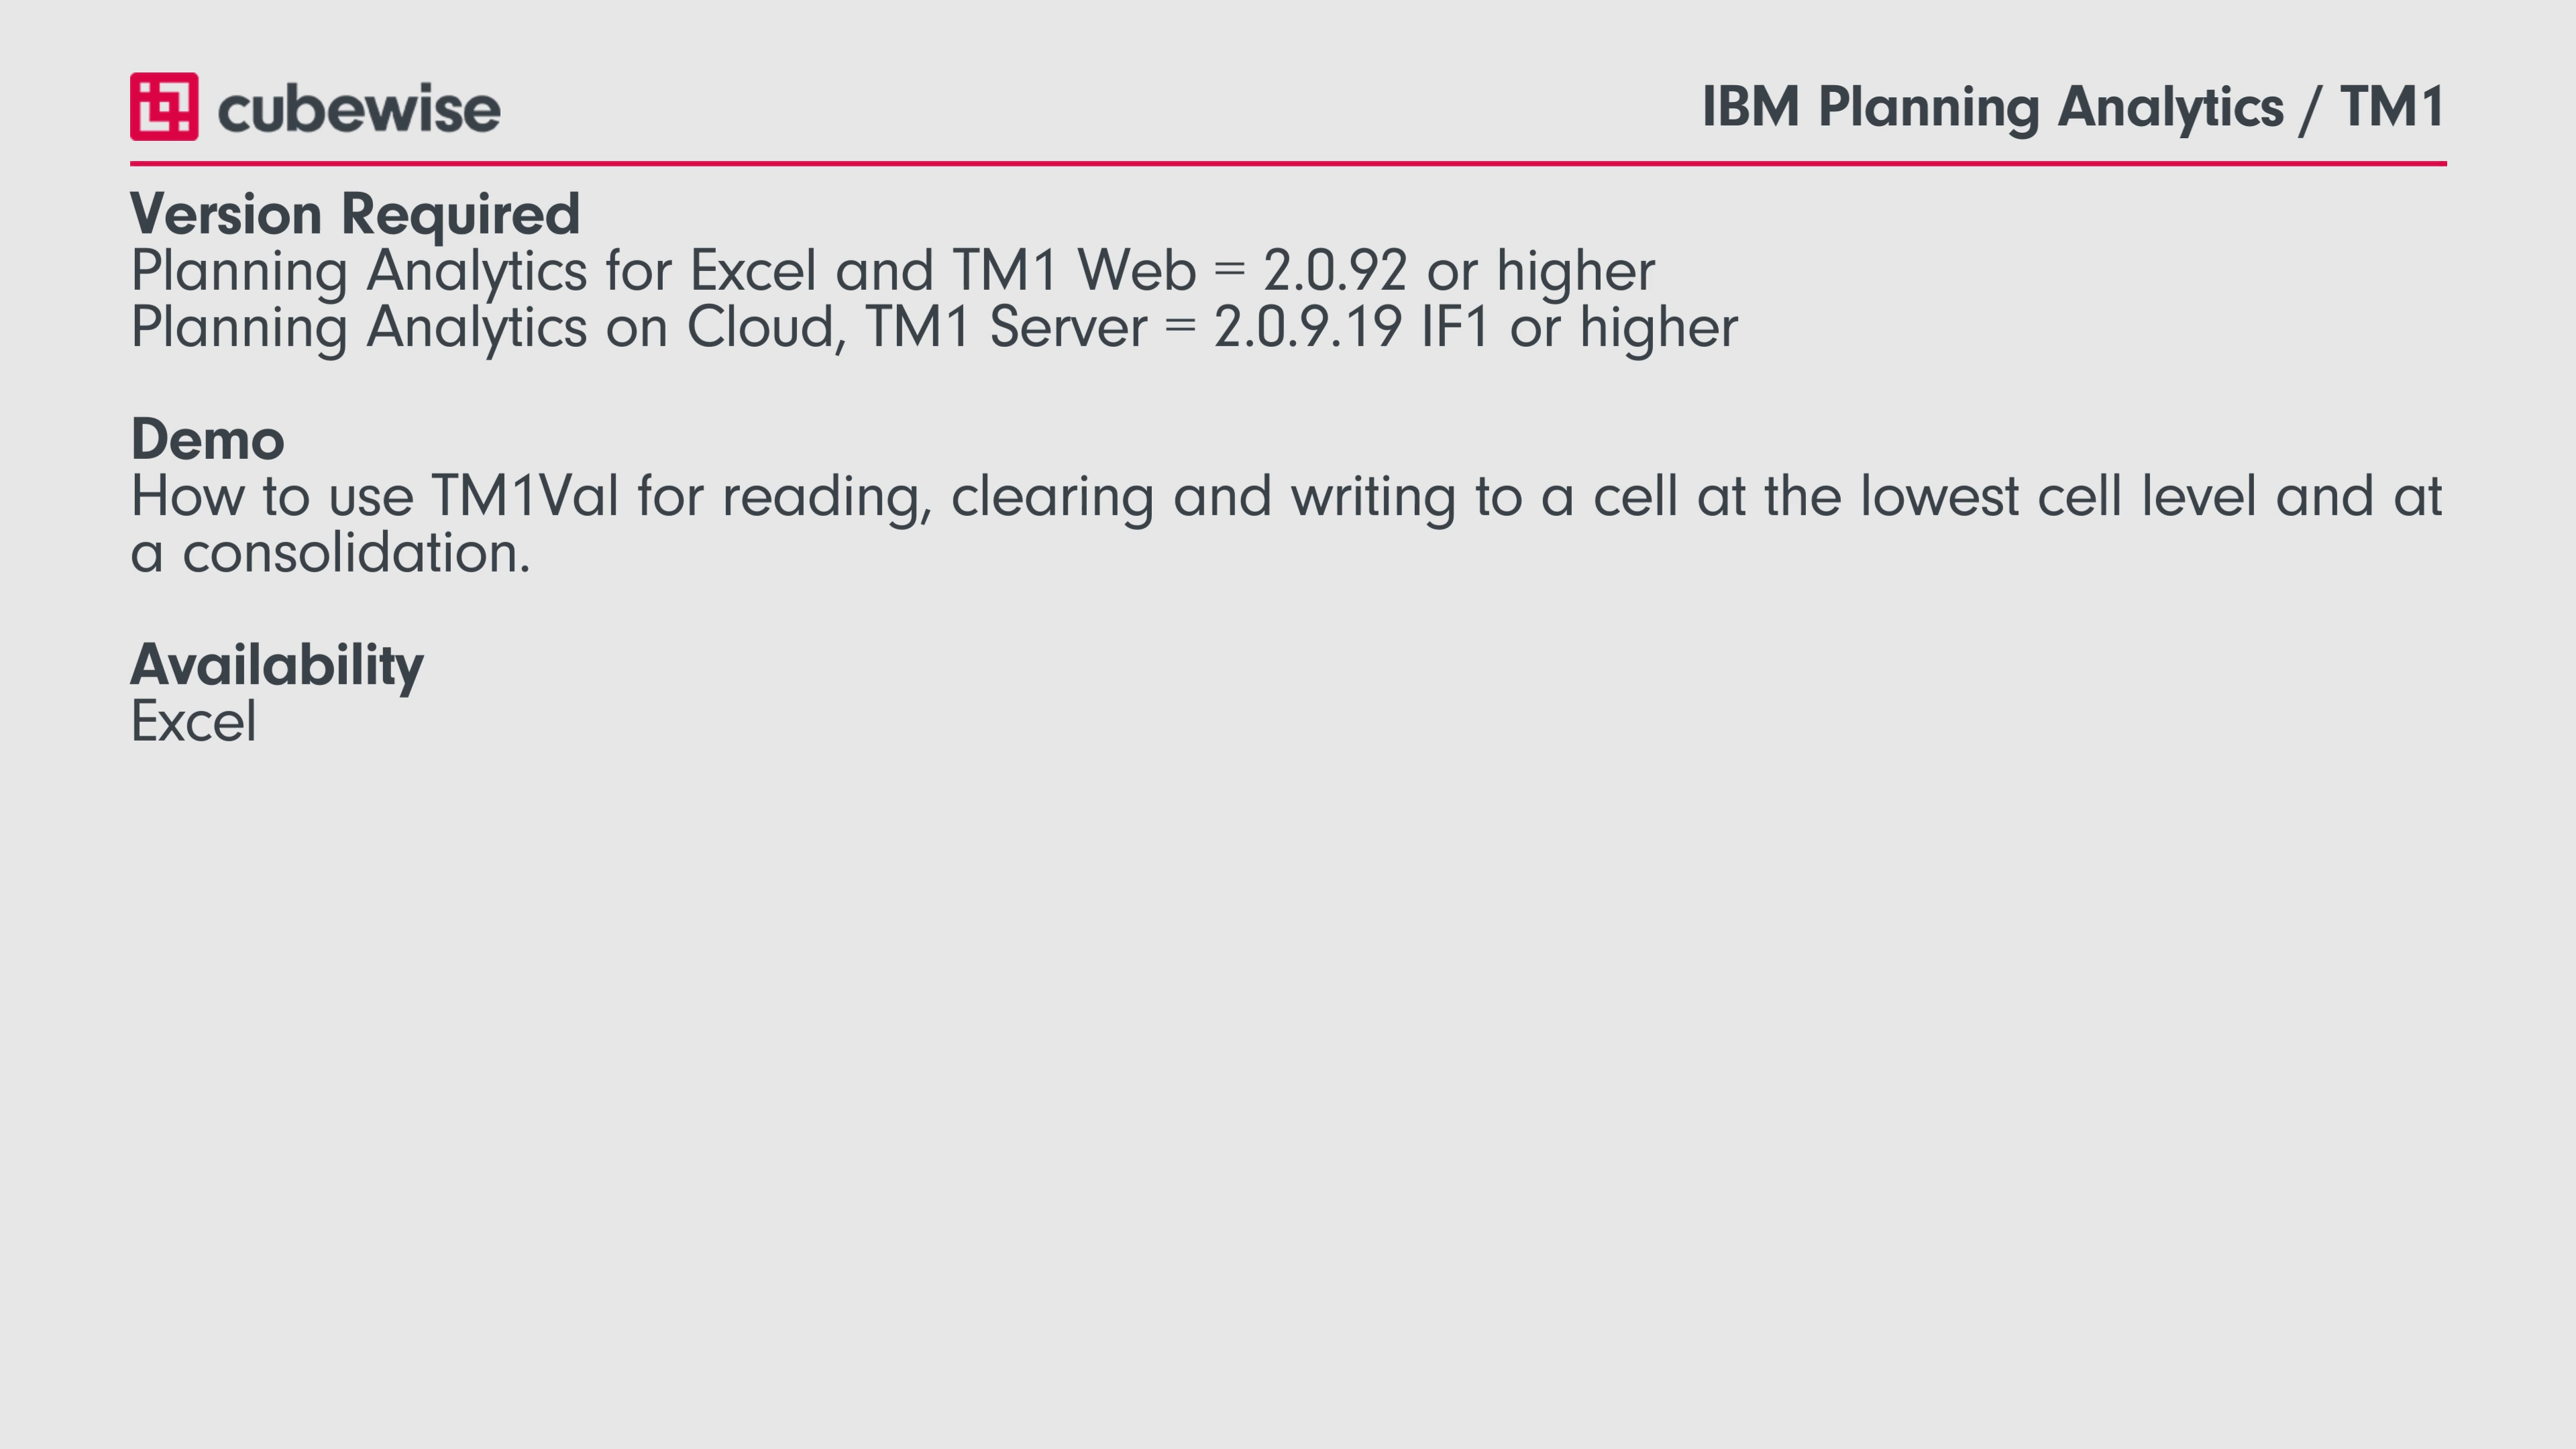 cubewise
IBM Planning Analytics / TM1
Version Required
Planning Analytics for Excel and TM1 Web = 2.0.92 or higher
Planning Analytics on Cloud, TM1 Server = 2.0.9.19 IF1 or higher
Demo
How to use TM1Val for reading, clearing and writing to a cell at the lowest cell level and at
a consolidation.
Availability
Excel